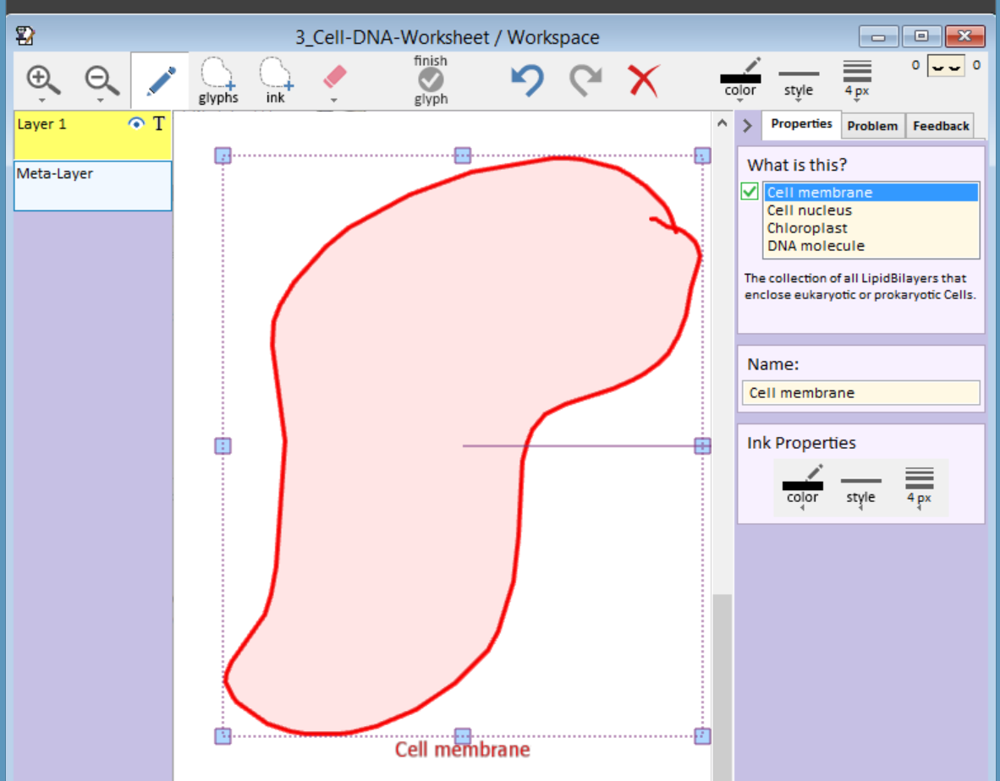 3_Cell-DNA-Worksheet / Workspace
glyphs
ink
finish
glyph
color
style
4 px
0
0
Layer 1
T
Meta-Layer
Properties
Problem
Feedback
What is this?
Cell membrane
Cell nucleus
Chloroplast
DNA molecule
The collection of all LipidBilayers that
enclose eukaryotic or prokaryotic Cells.
Name:
Cell membrane
Ink Properties
color
style
4 px
Cell membrane